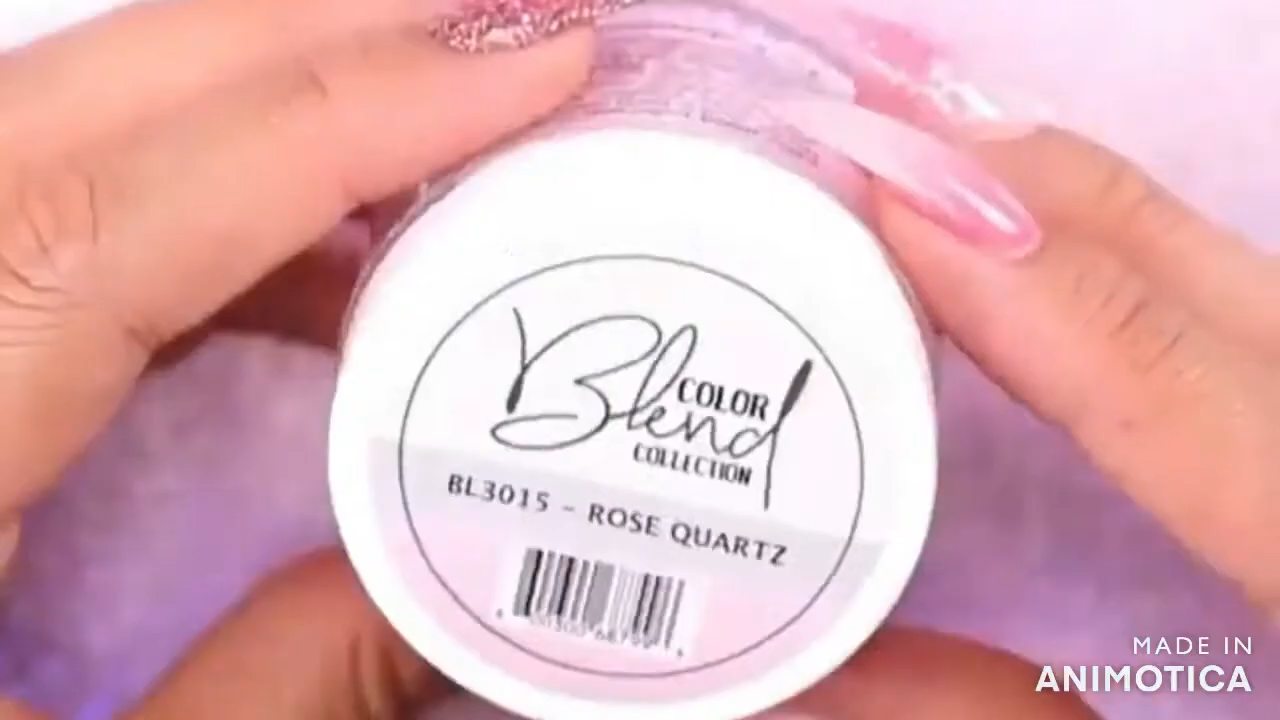 Blend
COLOR
COLLECTION
BL3015 - ROSE QUARTZ
MADE IN
ANIMOTICA